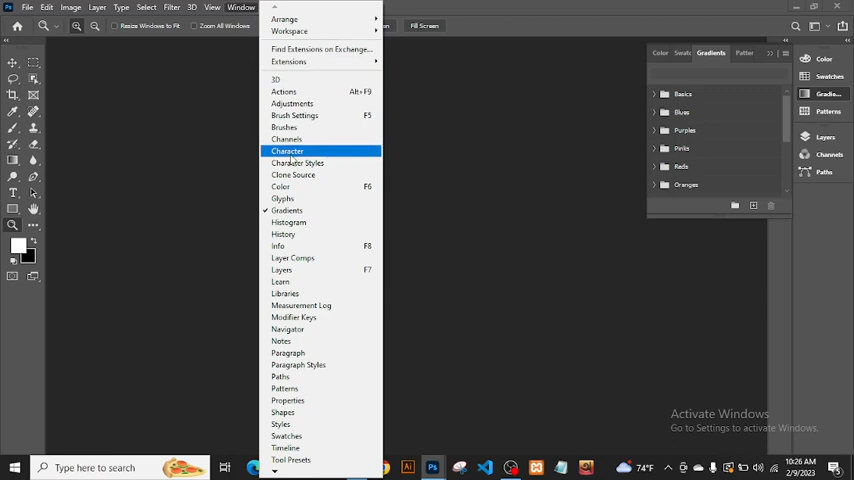 Ps File Edit Image Layer Type Select Filter 3D View Window
Resize Windows to Fit Zoom All Windows Fill Screen
Arrange
Workspace
Find Extensions on Exchange...
Extensions
3D
Actions Alt+F9
Adjustments
Brush Settings F5
Brushes
Channels
Character
Character Styles
Clone Source
Color F6
Glyphs
Gradients
Histogram
History
Info F8
Layer Comps
Layers F7
Learn
Libraries
Measurement Log
Modifier Keys
Navigator
Notes
Paragraph
Paragraph Styles
Paths
Patterns
Properties
Shapes
Styles
Swatches
Timeline
Tool Presets
Color Swats Gradients Patter
Basics
Blues
Purples
Pinks
Reds
Oranges
Color
Swatches
Gradie...
Patterns
Layers
Channels
Paths
Activate Windows
Go to Settings to activate Windows.
Type here to search
Ai Ps
74°F
10:26 AM
2/9/2023
5